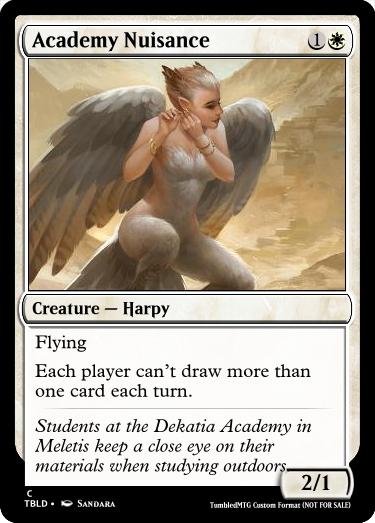 Academy Nuisance 1
Creature — Harpy
Flying
Each player can't draw more than
one card each turn.
Students at the Dekatia Academy in
Meletis keep a close eye on their
materials when studying outdoors.
2/1
C
TBLD • SANDARA
TumbledMTG Custom Format (NOT FOR SALE)